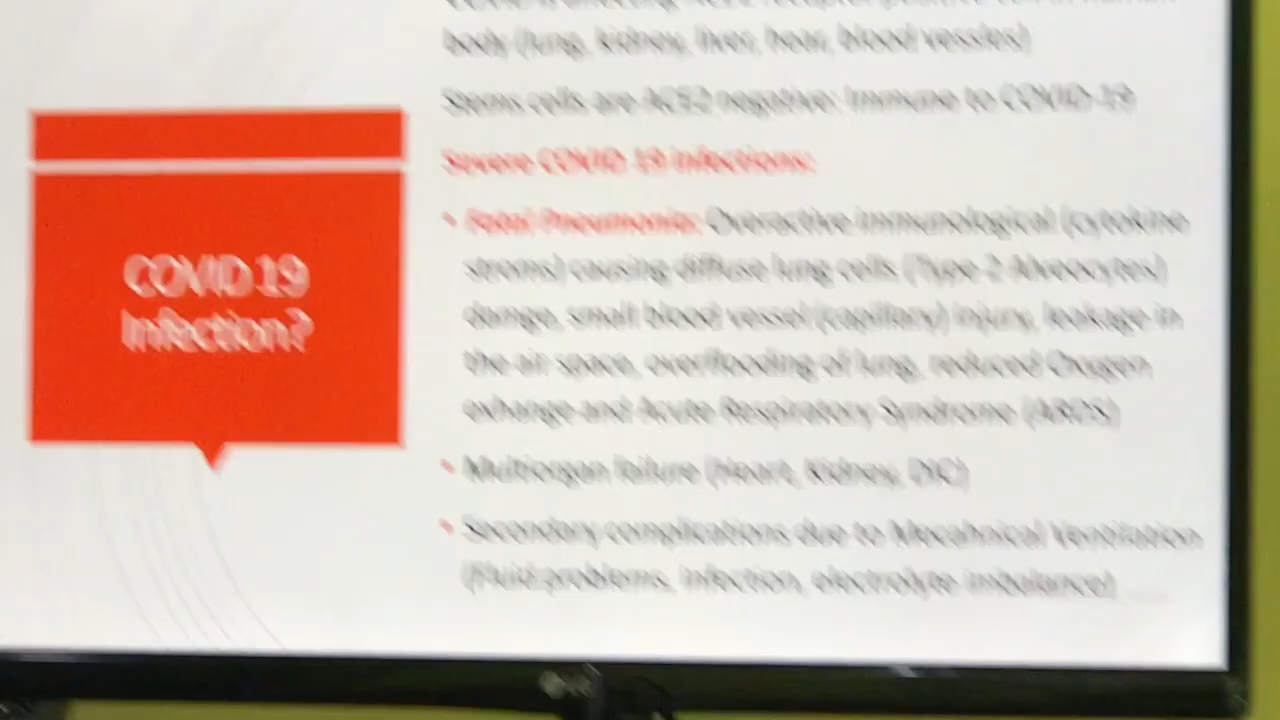 body (lung, kidney, liver, hear, blood vessles)
Stems cells are ACE2 negative: Immune to COVID-19
Severe COVID 19 infections:
• Fatal Pneumonia: Overactive immunological (cytokine
stroms) causing diffuse lung cells (Type 2 Alveocytes)
damge, small blood vessel (capillary) injury, leakage in
the air space, overflooding of lung, reduced Oxygen
exhange and Acute Respiratory Syndrome (ARDS)
• Multiorgan failure (Heart, Kidney, DIC)
• Secondary complications due to Mecahnical Ventilation
(Fluid problems, infection, electrolyte imbalance)
COVID 19
Infection?